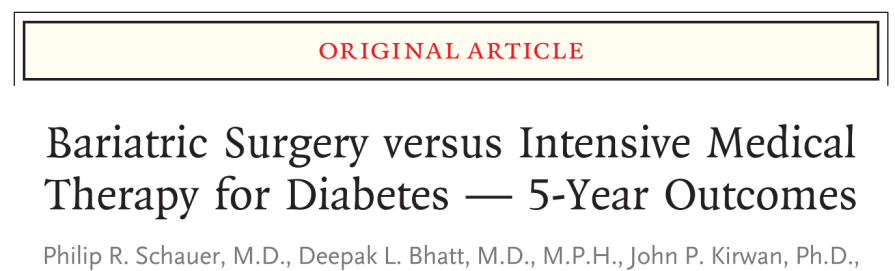 ORIGINAL ARTICLE
Bariatric Surgery versus Intensive Medical
Therapy for Diabetes — 5-Year Outcomes
Philip R. Schauer, M.D., Deepak L. Bhatt, M.D., M.P.H., John P. Kirwan, Ph.D.,